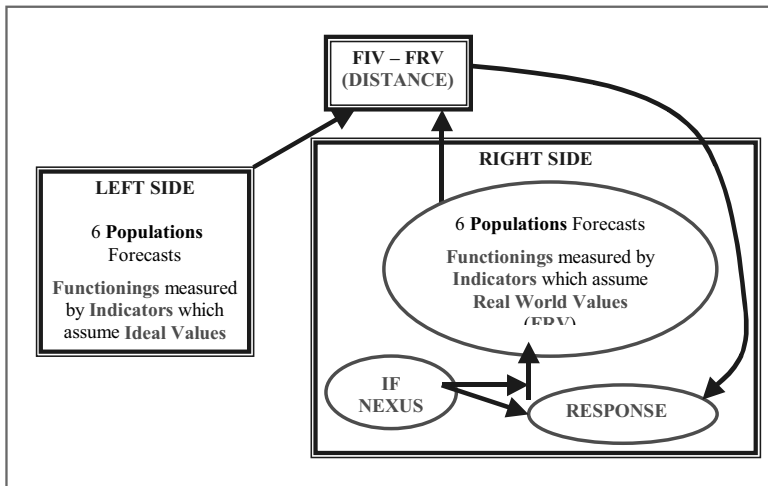 FIV – FRV
(DISTANCE)
LEFT SIDE
6 Populations
Forecasts
Functionings measured
by Indicators which
assume Ideal Values
RIGHT SIDE
6 Populations Forecasts
Functionings measured by
Indicators which assume
Real World Values
(FRV)
IF
NEXUS
RESPONSE